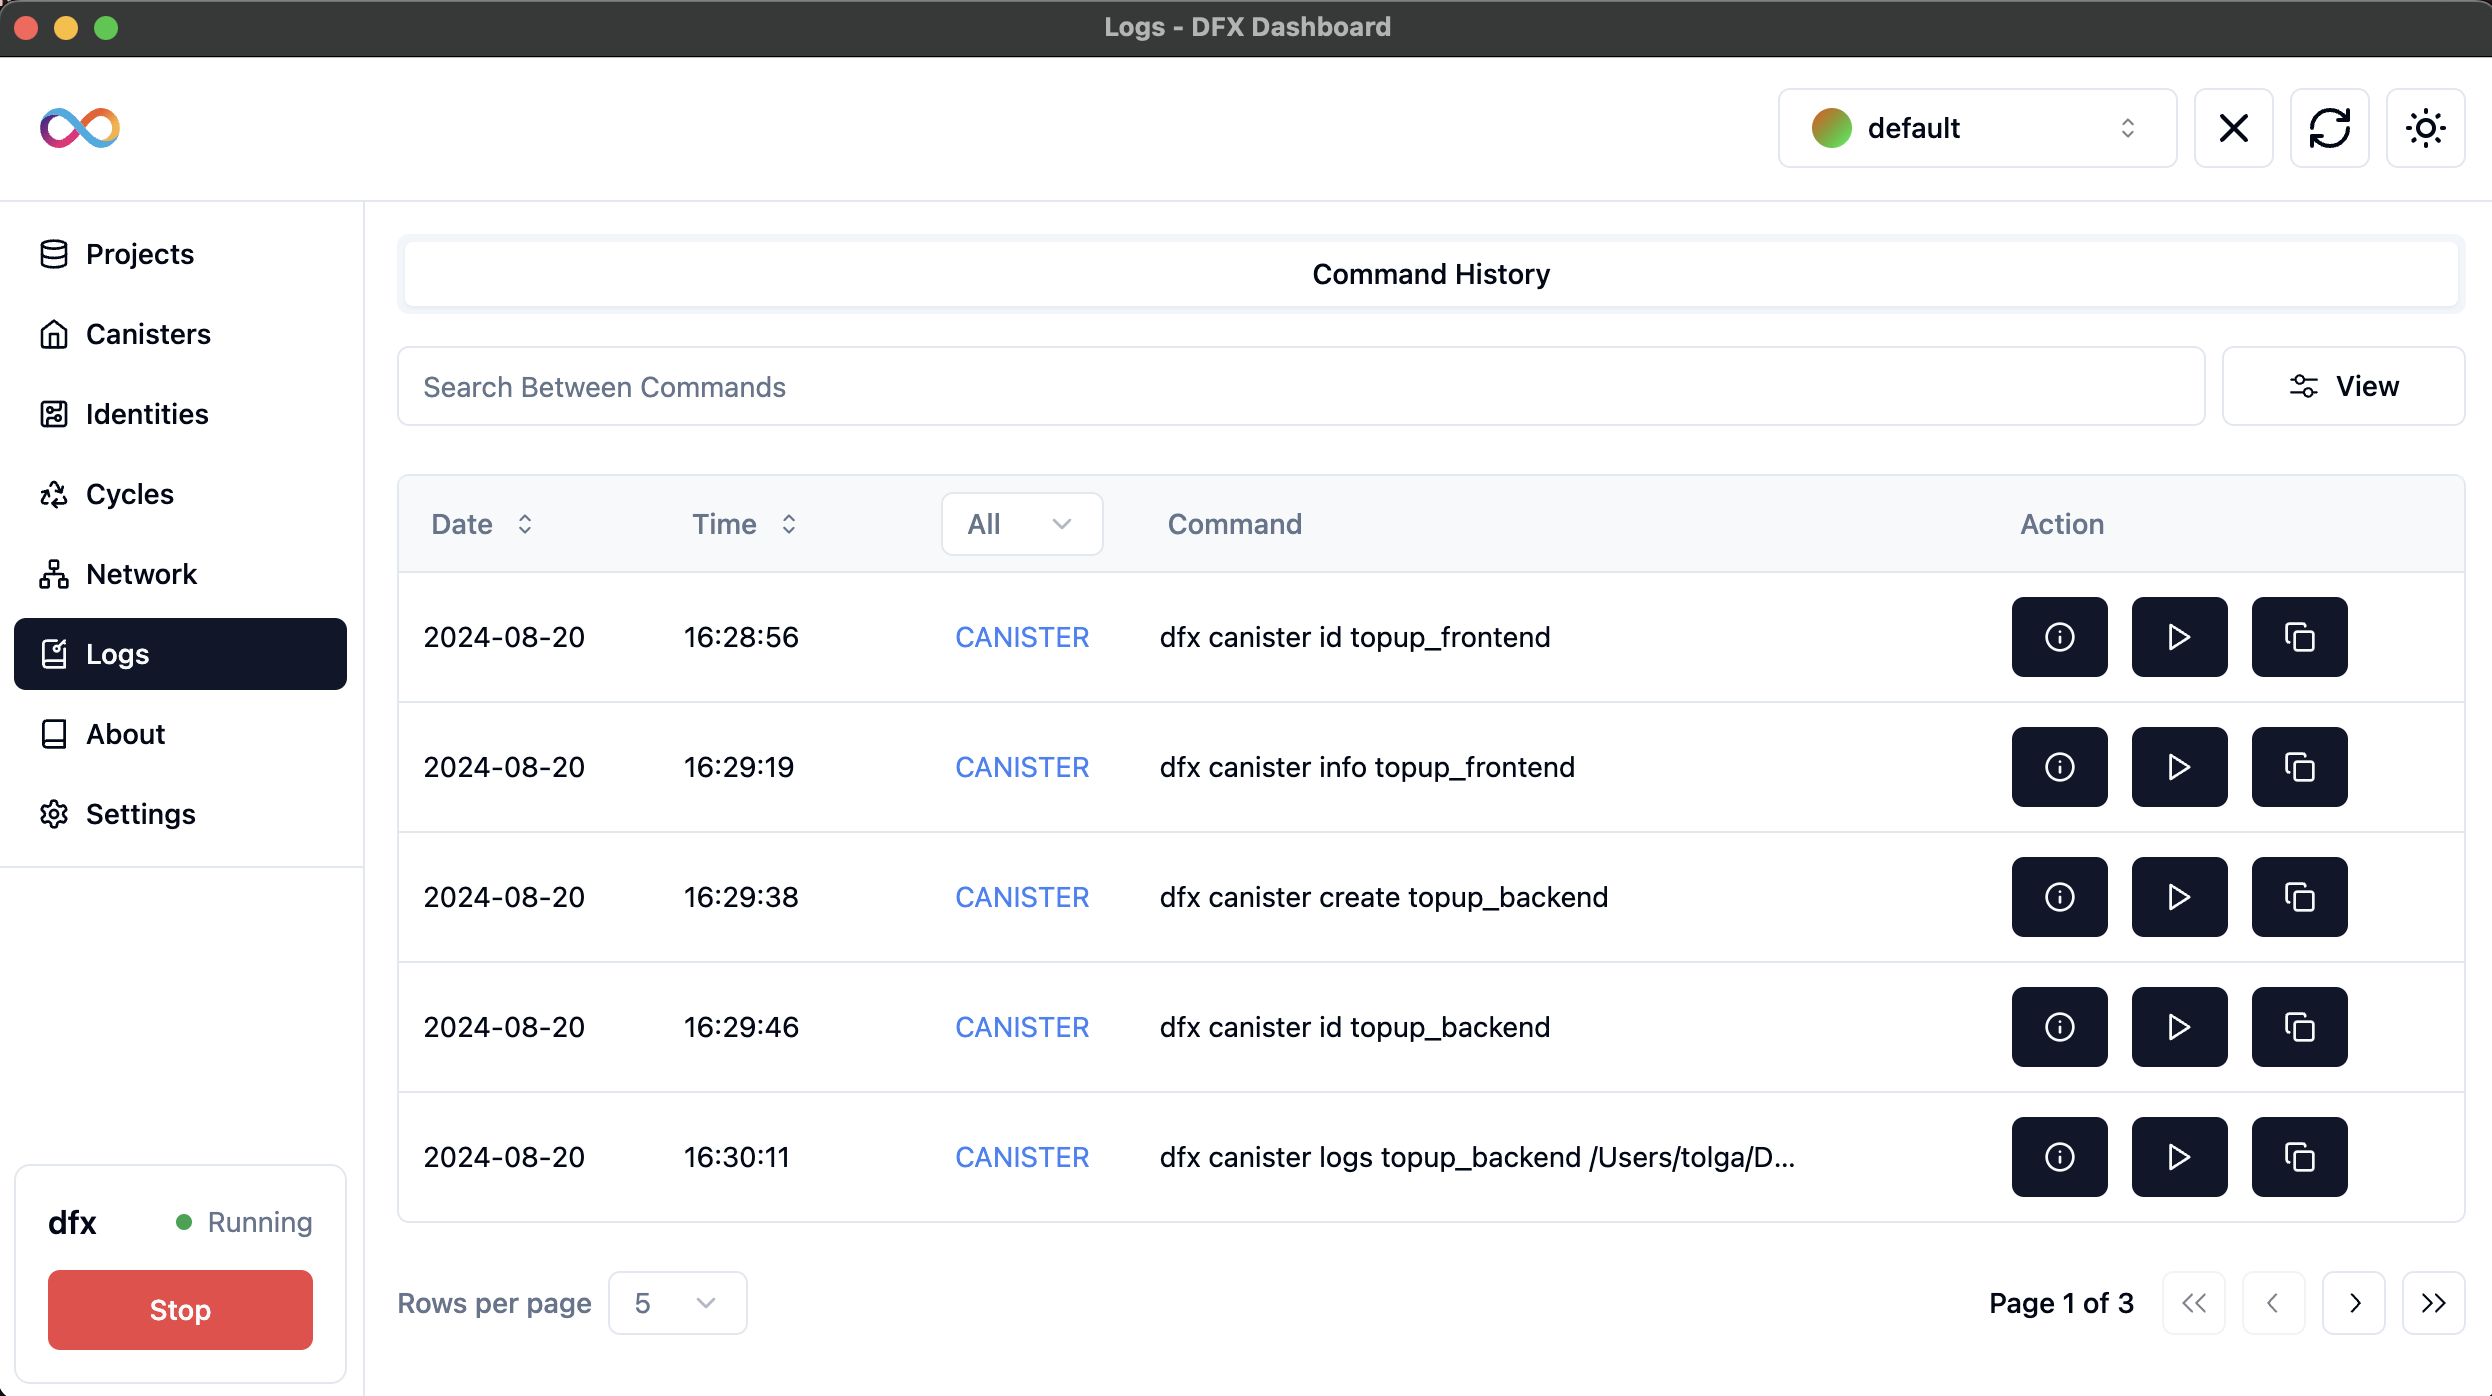 Logs - DFX Dashboard
default
Projects
Canisters
Identities
Cycles
Network
Logs
About
Settings
dfx Running
Stop
Command History
Search Between Commands View
Date Time All Command Action
2024-08-20 16:28:56 CANISTER dfx canister id topup_frontend
2024-08-20 16:29:19 CANISTER dfx canister info topup_frontend
2024-08-20 16:29:38 CANISTER dfx canister create topup_backend
2024-08-20 16:29:46 CANISTER dfx canister id topup_backend
2024-08-20 16:30:11 CANISTER dfx canister logs topup_backend /Users/tolga/D...
Rows per page 5 Page 1 of 3